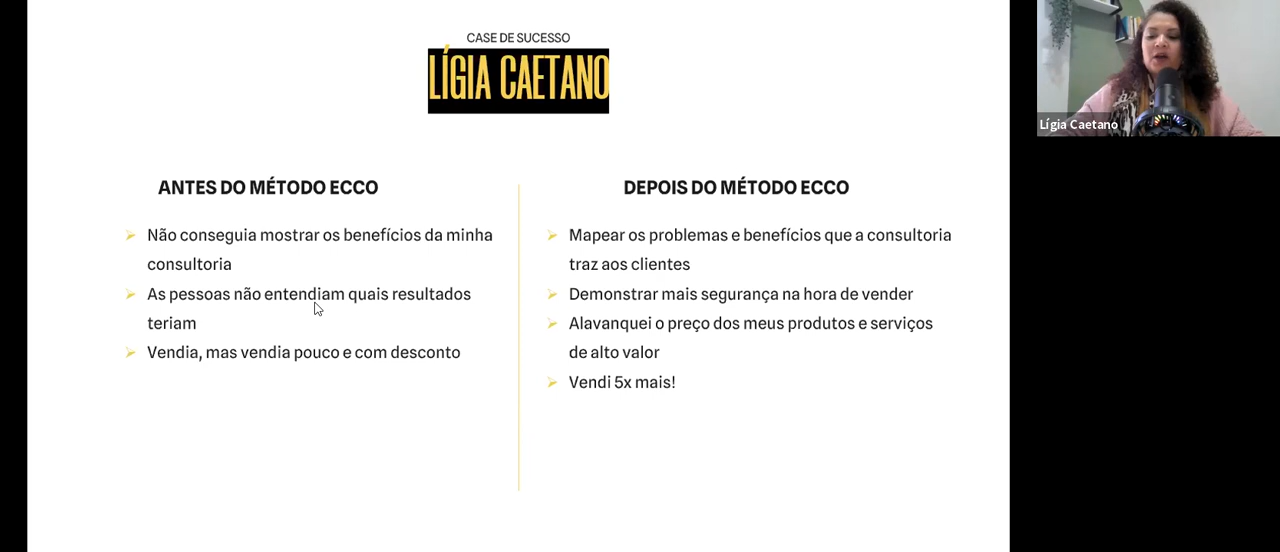 CASE DE SUCESSO
LÍGIA CAETANO
ANTES DO MÉTODO ECCO
Não conseguia mostrar os benefícios da minha
consultoria
As pessoas não entendiam quais resultados
teriam
Vendia, mas vendia pouco e com desconto
DEPOIS DO MÉTODO ECCO
Mapear os problemas e benefícios que a consultoria
traz aos clientes
Demonstrar mais segurança na hora de vender
Alavanquei o preço dos meus produtos e serviços
de alto valor
Vendi 5x mais!
Lígia Caetano